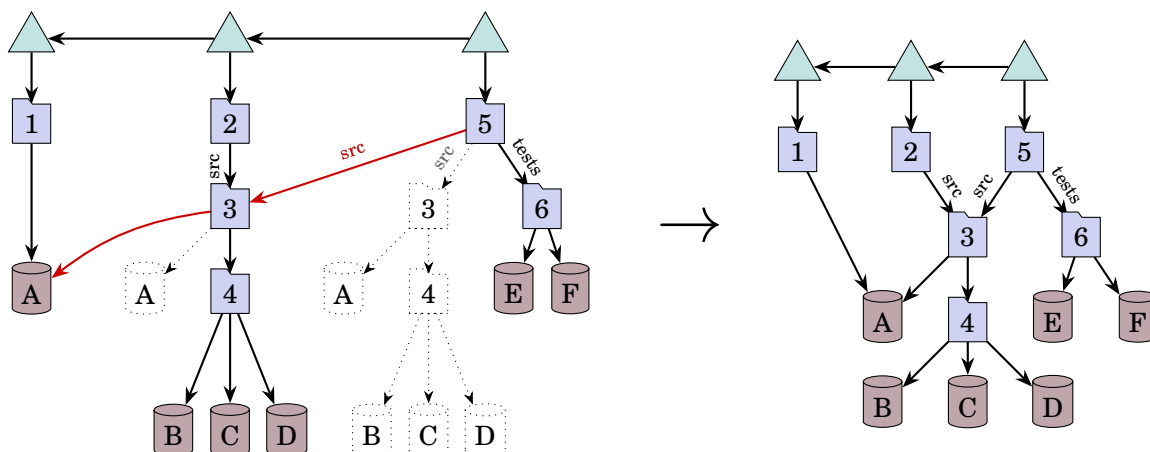 1 2 5
src src src tests
3 3 6
A A A 4 4 E F
B C D B C D
1 2 5
src src tests
3 6
A 4 E F
B C D